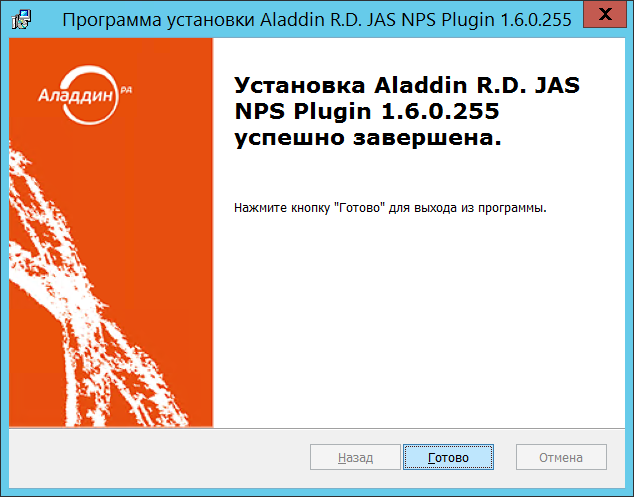 Программа установки Aladdin R.D. JAS NPS Plugin 1.6.0.255
X
Аладдин РД
Установка Aladdin R.D. JAS
NPS Plugin 1.6.0.255
успешно завершена.
Нажмите кнопку "Готово" для выхода из программы.
Назад
Готово
Отмена